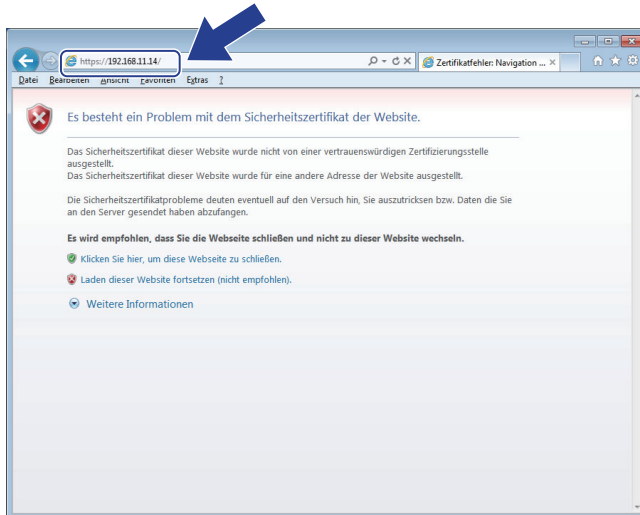 https://192.168.11.14/
Zertifikatfehler: Navigation ...
Datei Bearbeiten Ansicht Favoriten Extras ?
Es besteht ein Problem mit dem Sicherheitszertifikat der Website.
Das Sicherheitszertifikat dieser Website wurde nicht von einer vertrauenswürdigen Zertifizierungsstelle
ausgestellt.
Das Sicherheitszertifikat dieser Website wurde für eine andere Adresse der Website ausgestellt.
Die Sicherheitszertifikatprobleme deuten eventuell auf den Versuch hin, Sie auszutricksen bzw. Daten die Sie
an den Server gesendet haben abzufangen.
Es wird empfohlen, dass Sie die Webseite schließen und nicht zu dieser Website wechseln.
Klicken Sie hier, um diese Webseite zu schließen.
Laden dieser Website fortsetzen (nicht empfohlen).
Weitere Informationen